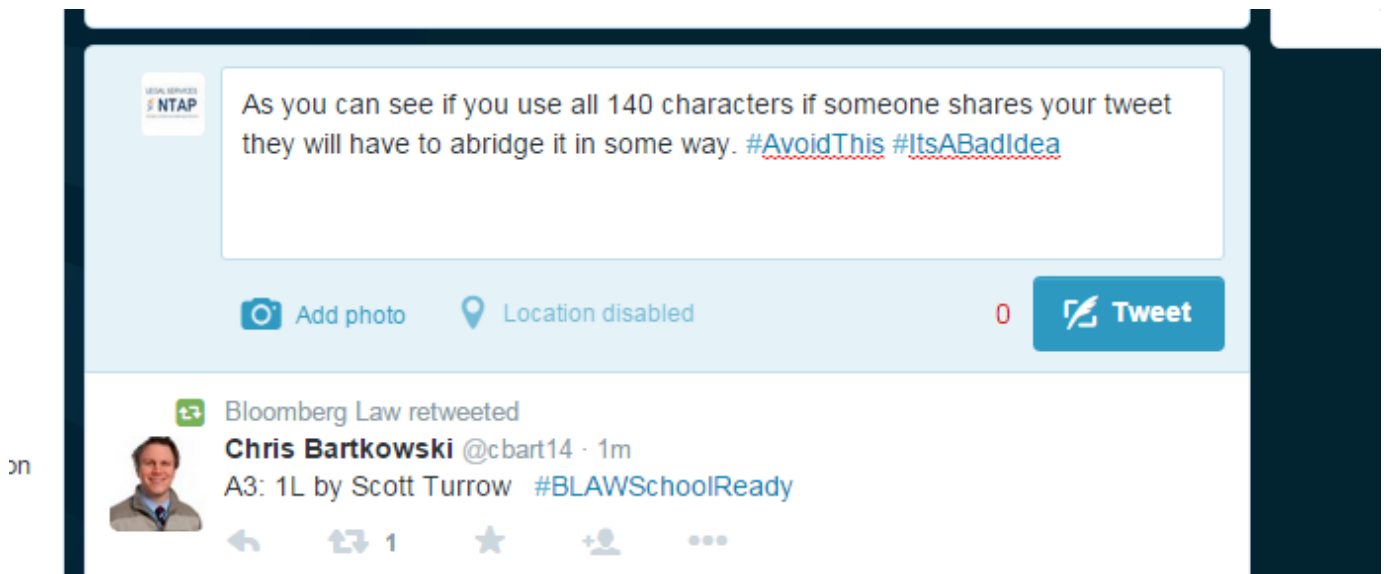 LEGAL SERVICES
NTAP
As you can see if you use all 140 characters if someone shares your tweet
they will have to abridge it in some way. #AvoidThis #ItsABadIdea
Add photo
Location disabled
0
Tweet
Bloomberg Law retweeted
Chris Bartkowski @cbart14 · 1m
on
A3: 1L by Scott Turrow #BLAWSchoolReady
1